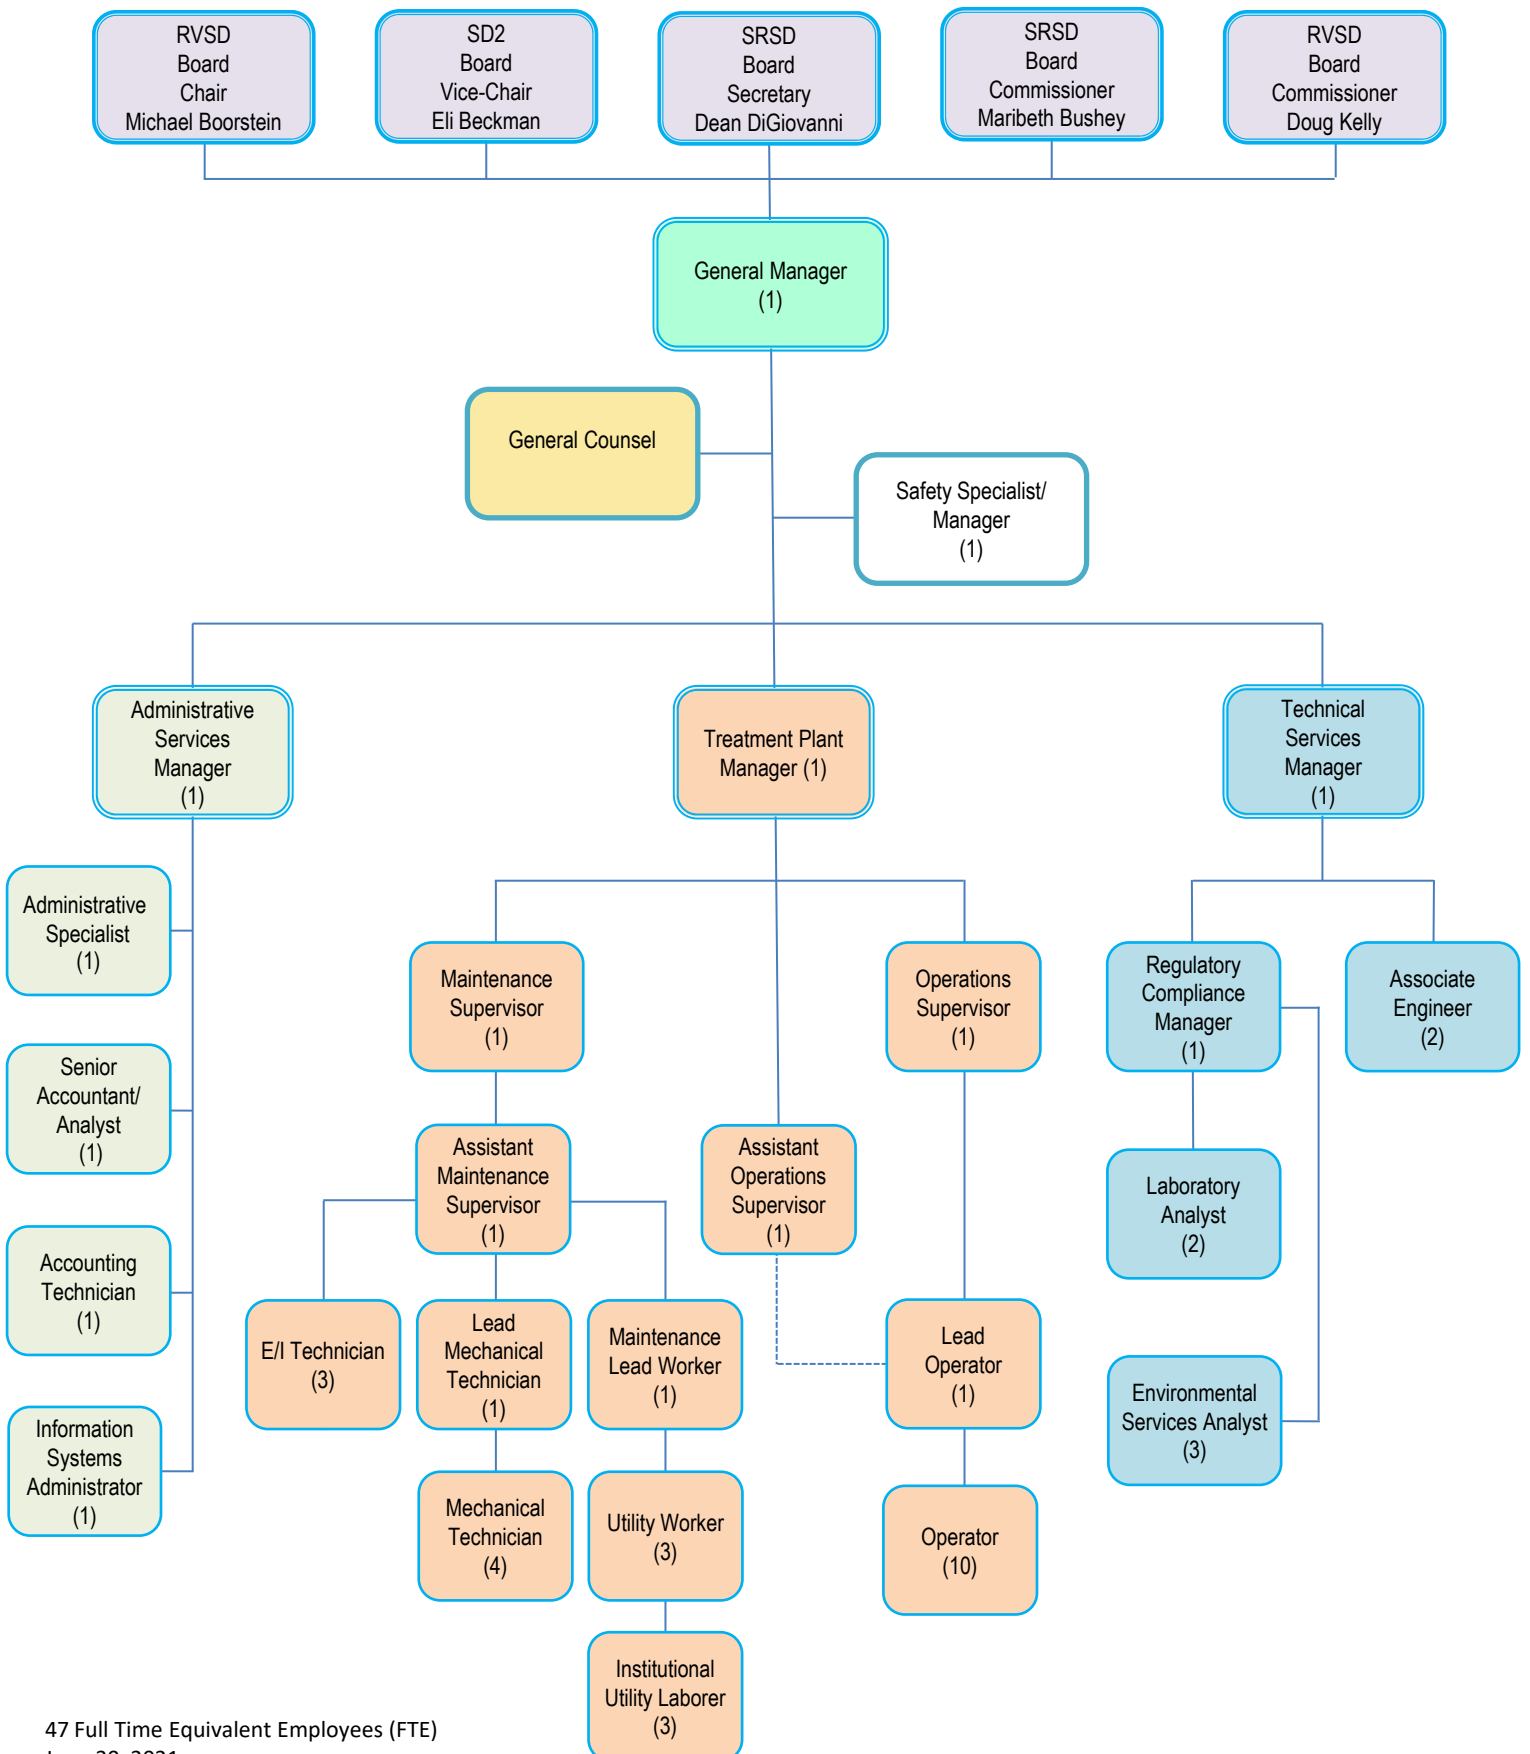 RVSD
Board
Chair
Michael Boorstein
SD2
Board
Vice-Chair
Eli Beckman
SRSD
Board
Secretary
Dean DiGiovanni
SRSD
Board
Commissioner
Maribeth Bushey
RVSD
Board
Commissioner
Doug Kelly
General Manager
(1)
General Counsel
Safety Specialist/
Manager
(1)
Administrative
Services
Manager
(1)
Treatment Plant
Manager (1)
Technical
Services
Manager
(1)
Administrative
Specialist
(1)
Senior
Accountant/
Analyst
(1)
Accounting
Technician
(1)
Information
Systems
Administrator
(1)
Maintenance
Supervisor
(1)
Operations
Supervisor
(1)
Regulatory
Compliance
Manager
(1)
Associate
Engineer
(2)
Assistant
Maintenance
Supervisor
(1)
Assistant
Operations
Supervisor
(1)
Laboratory
Analyst
(2)
E/I Technician
(3)
Lead
Mechanical
Technician
(1)
Maintenance
Lead Worker
(1)
Lead
Operator
(1)
Environmental
Services Analyst
(3)
Mechanical
Technician
(4)
Utility Worker
(3)
Operator
(10)
Institutional
Utility Laborer
(3)
47 Full Time Equivalent Employees (FTE)